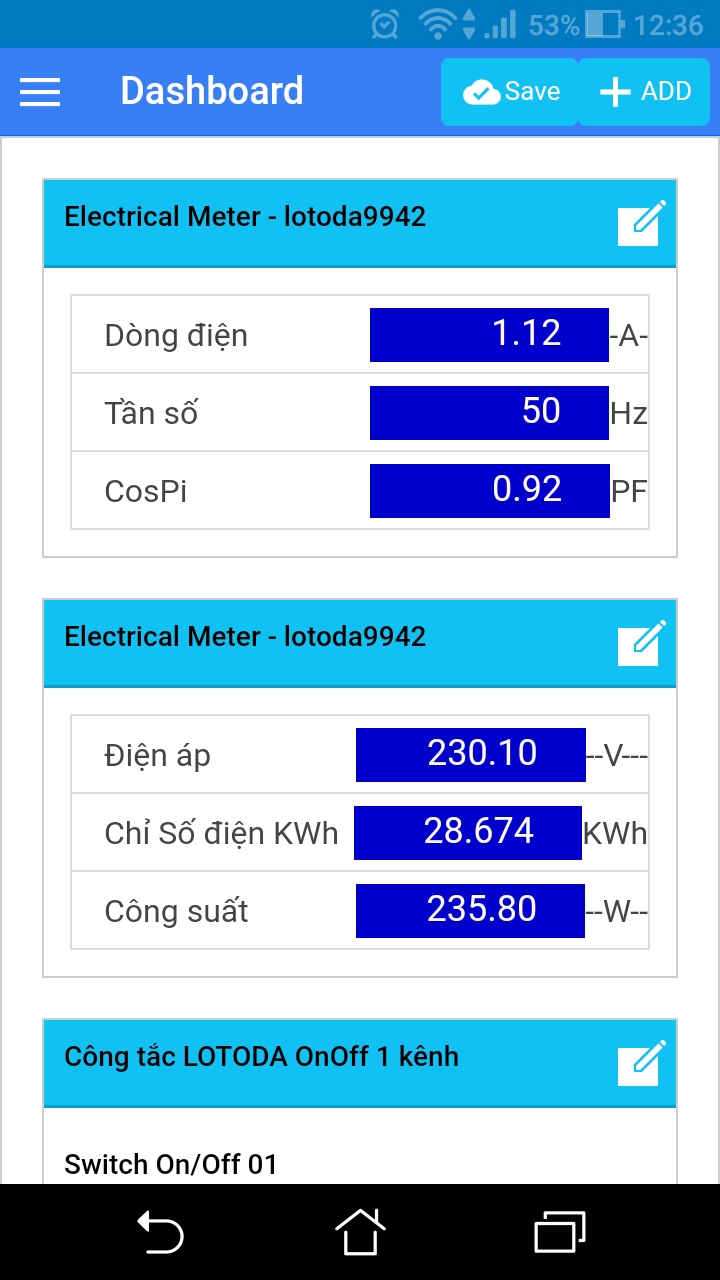 53% 12:36
Dashboard Save ADD
Electrical Meter - lotoda9942
Dòng điện 1.12 -A-
Tần số 50 Hz
CosPi 0.92 PF
Electrical Meter - lotoda9942
Điện áp 230.10 --V---
Chỉ Số điện KWh 28.674 KWh
Công suất 235.80 --W--
Công tắc LOTODA OnOff 1 kênh
Switch On/Off 01